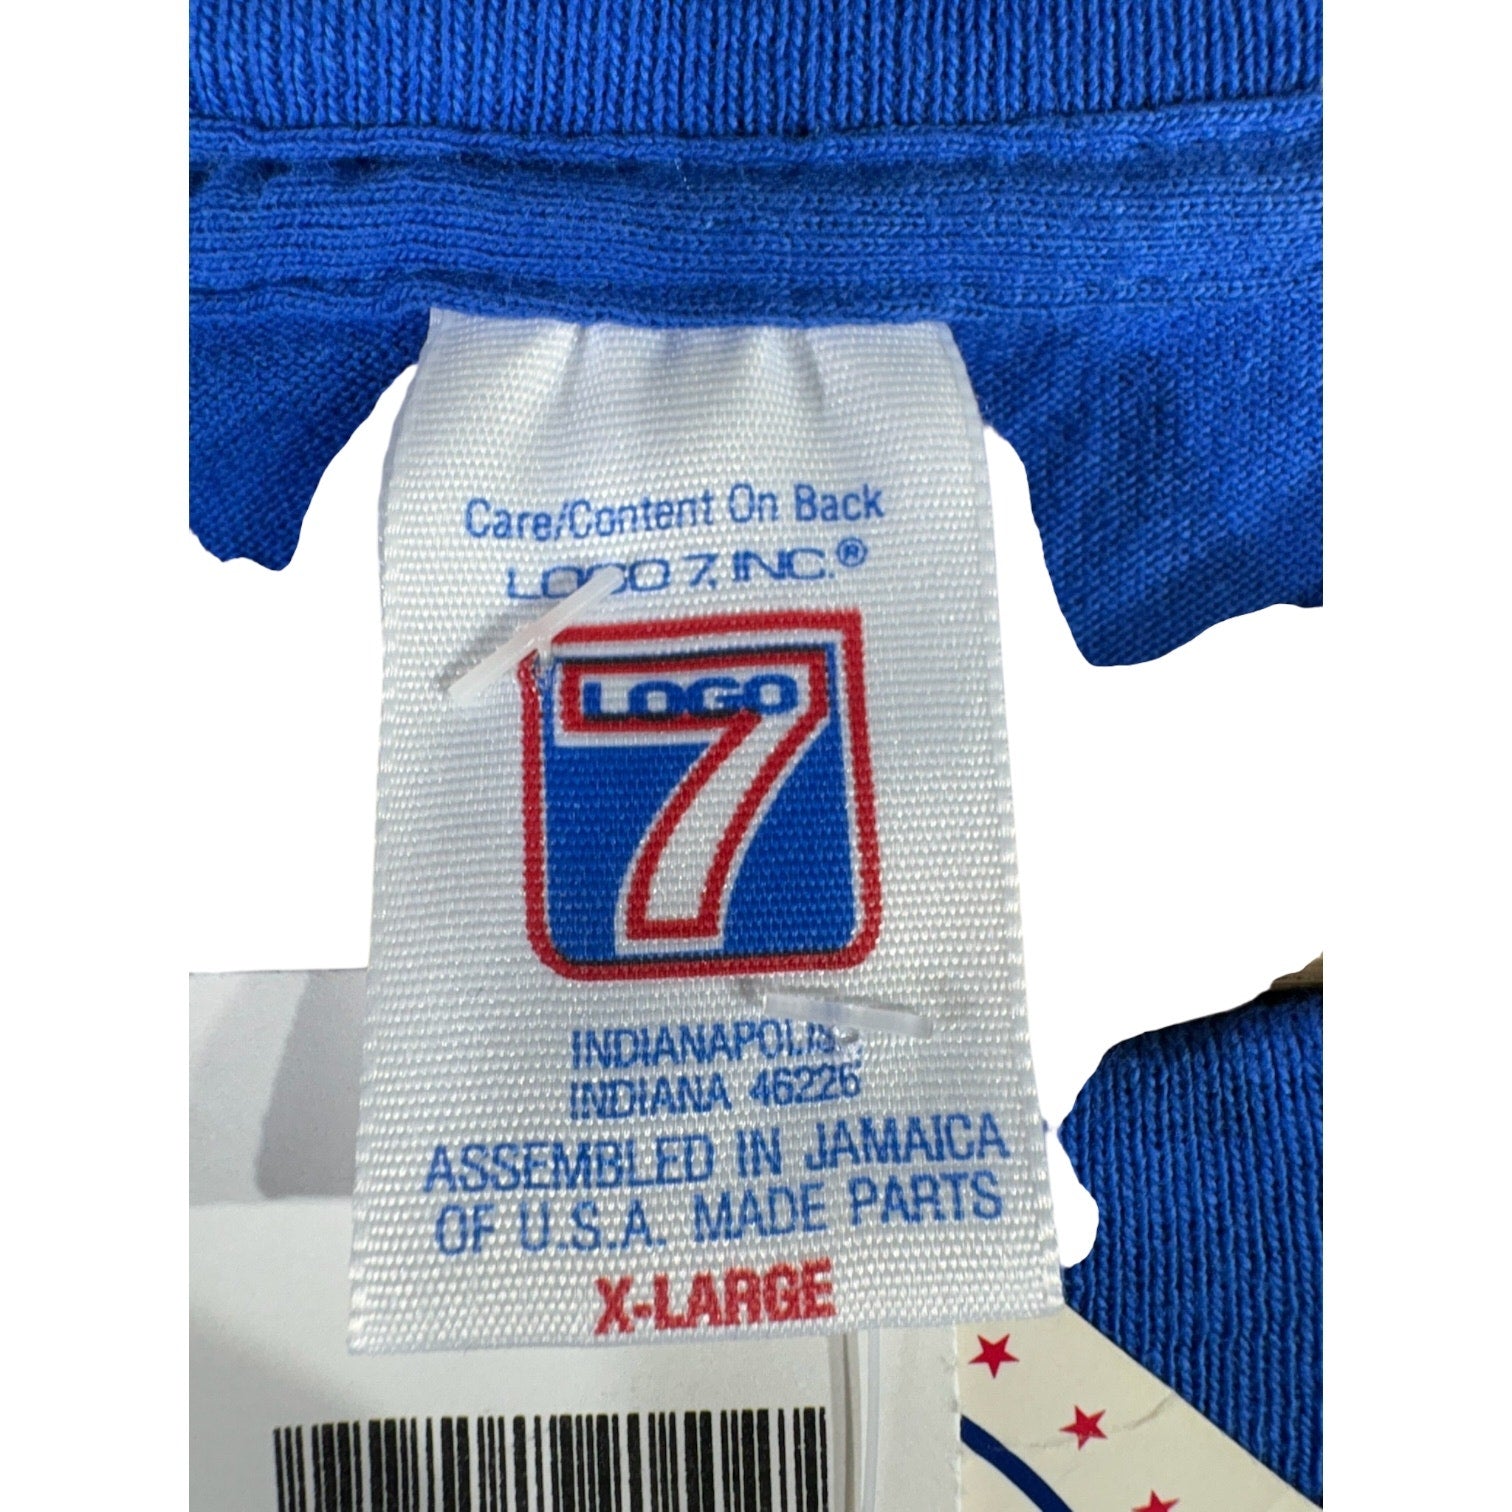 Care/Content On Back
LOGO 7, INC.®
LOGO
7
INDIANAPOLIS,
INDIANA 46226
ASSEMBLED IN JAMAICA
OF U.S.A. MADE PARTS
X-LARGE